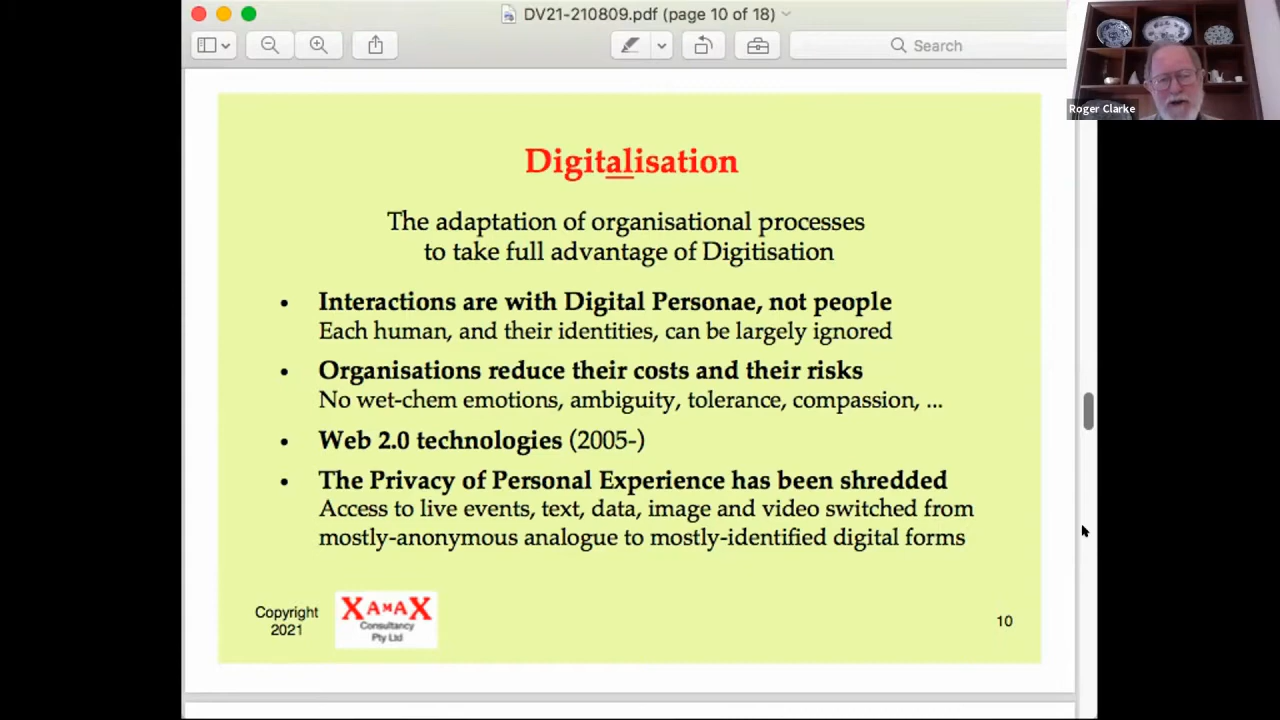 DV21-210809.pdf (page 10 of 18)
Search
Roger Clarke
Digitalisation
The adaptation of organisational processes
to take full advantage of Digitisation
• Interactions are with Digital Personae, not people
Each human, and their identities, can be largely ignored
• Organisations reduce their costs and their risks
No wet-chem emotions, ambiguity, tolerance, compassion, ...
• Web 2.0 technologies (2005-)
• The Privacy of Personal Experience has been shredded
Access to live events, text, data, image and video switched from
mostly-anonymous analogue to mostly-identified digital forms
Copyright
2021
XAMAX
Consultancy
Pty Ltd
10